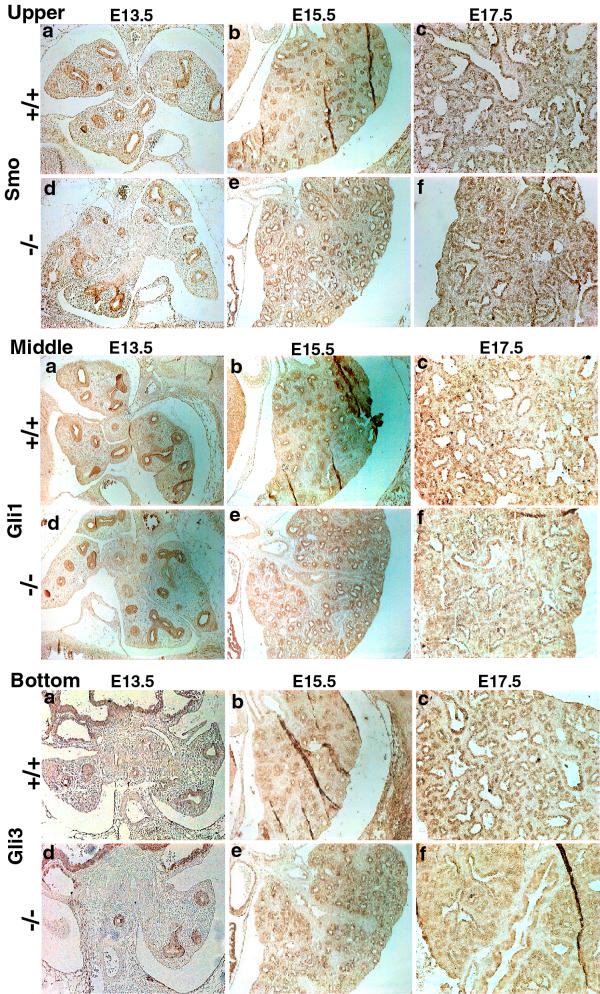 Upper
E13.5 E15.5 E17.5
a b c
+/+
Smo
d e f
-/-
Middle
E13.5 E15.5 E17.5
a b c
+/+
Gli1
d e f
-/-
Bottom
E13.5 E15.5 E17.5
a b c
+/+
Gli3
d e f
-/-